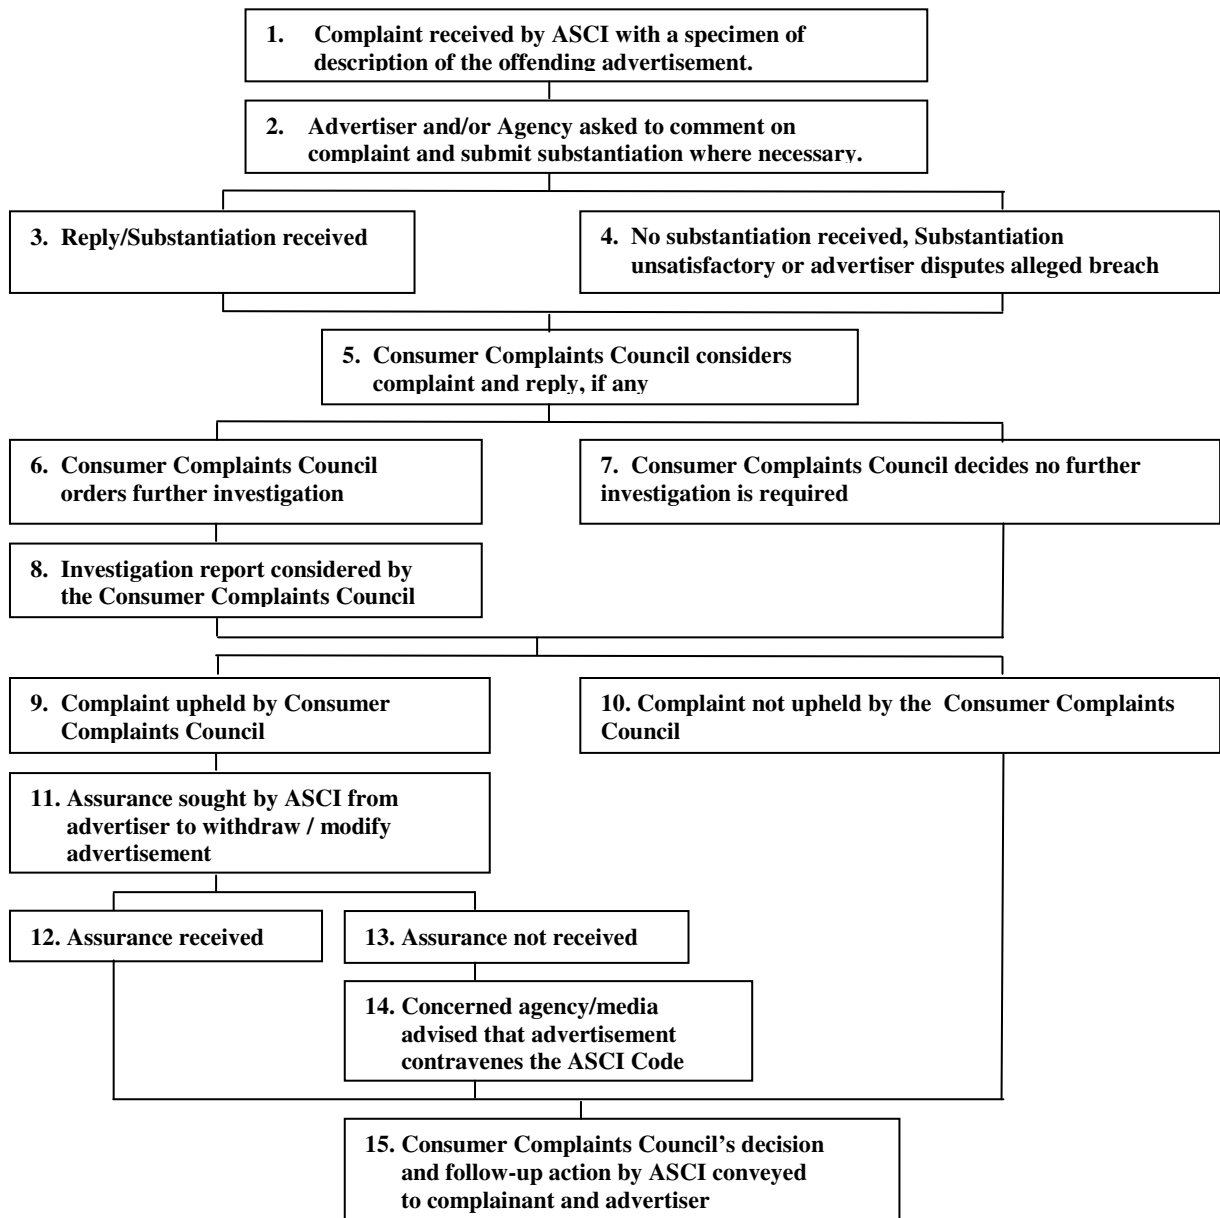 1. Complaint received by ASCI with a specimen of
description of the offending advertisement.
2. Advertiser and/or Agency asked to comment on
complaint and submit substantiation where necessary.
3. Reply/Substantiation received
4. No substantiation received, Substantiation
unsatisfactory or advertiser disputes alleged breach
5. Consumer Complaints Council considers
complaint and reply, if any
6. Consumer Complaints Council
orders further investigation
7. Consumer Complaints Council decides no further
investigation is required
8. Investigation report considered by
the Consumer Complaints Council
9. Complaint upheld by Consumer
Complaints Council
10. Complaint not upheld by the Consumer Complaints
Council
11. Assurance sought by ASCI from
advertiser to withdraw / modify
advertisement
12. Assurance received
13. Assurance not received
14. Concerned agency/media
advised that advertisement
contravenes the ASCI Code
15. Consumer Complaints Council's decision
and follow-up action by ASCI conveyed
to complainant and advertiser